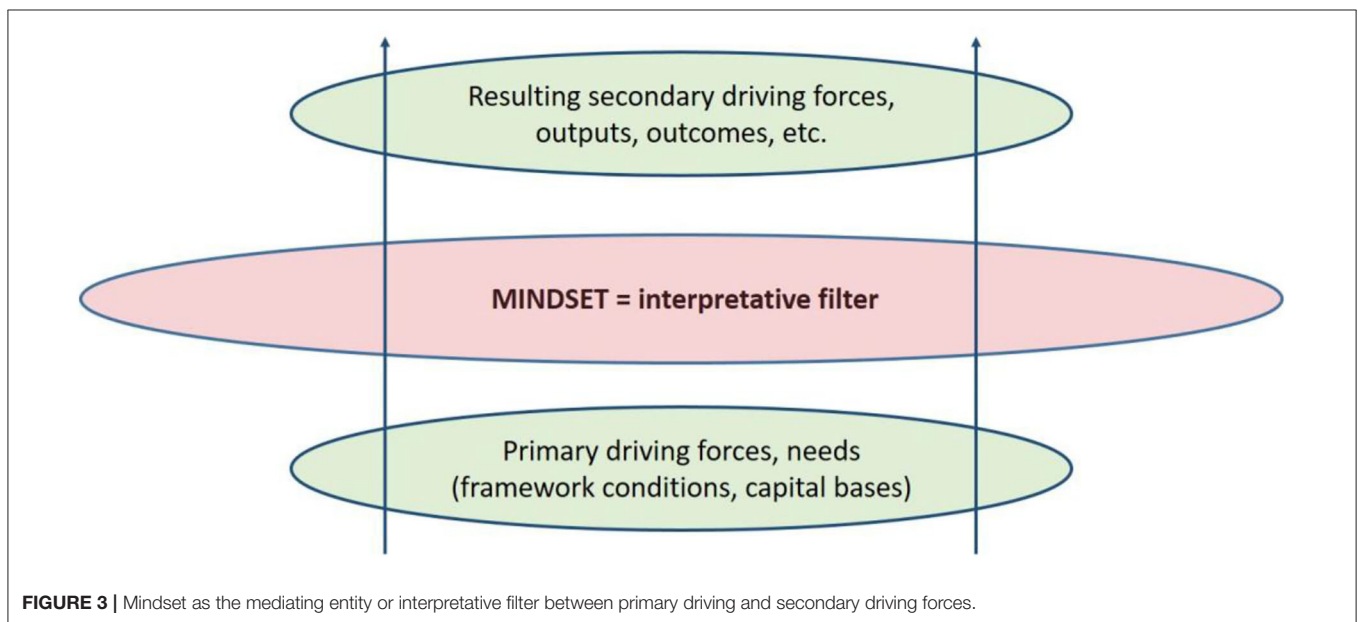 Resulting secondary driving forces,
outputs, outcomes, etc.
MINDSET = interpretative filter
Primary driving forces, needs
(framework conditions, capital bases)
FIGURE 3 | Mindset as the mediating entity or interpretative filter between primary driving and secondary driving forces.